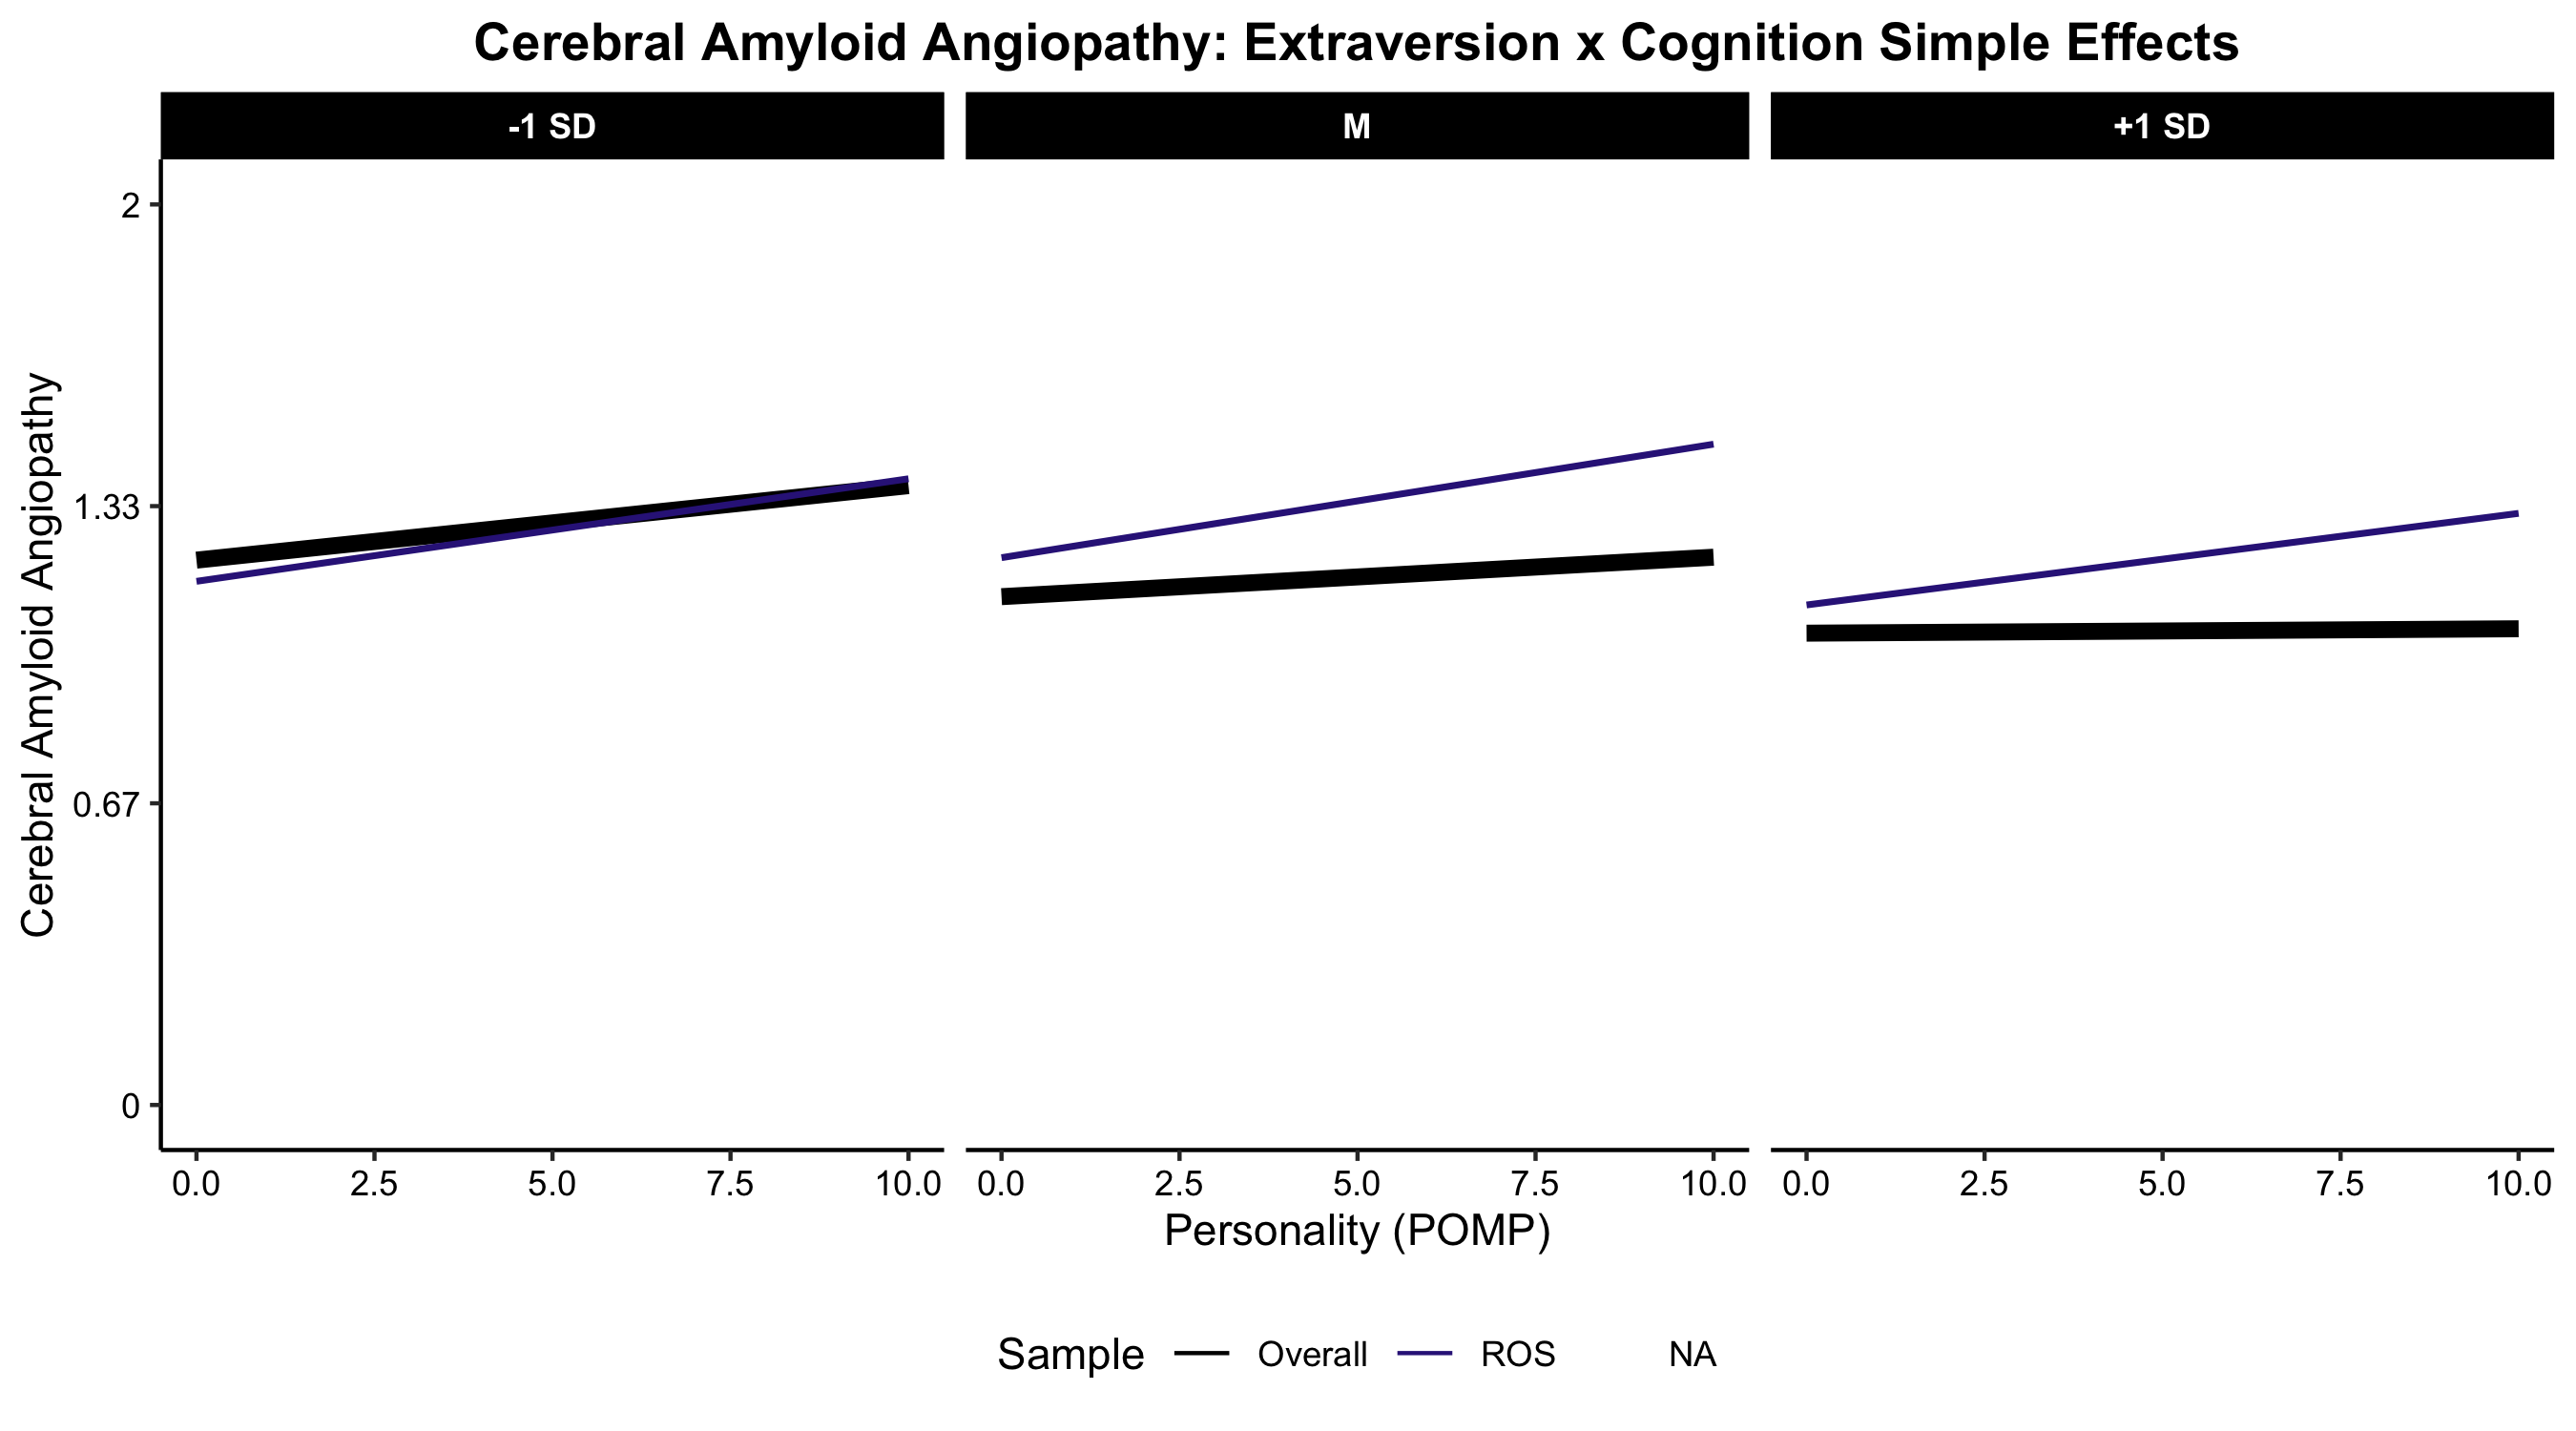 Cerebral Amyloid Angiopathy: Extraversion x Cognition Simple Effects
-1 SD
M
+1 SD
Cerebral Amyloid Angiopathy
2
1.33
0.67
0
0.0 2.5 5.0 7.5 10.0
0.0 2.5 5.0 7.5 10.0
0.0 2.5 5.0 7.5 10.0
Personality (POMP)
Sample Overall ROS NA